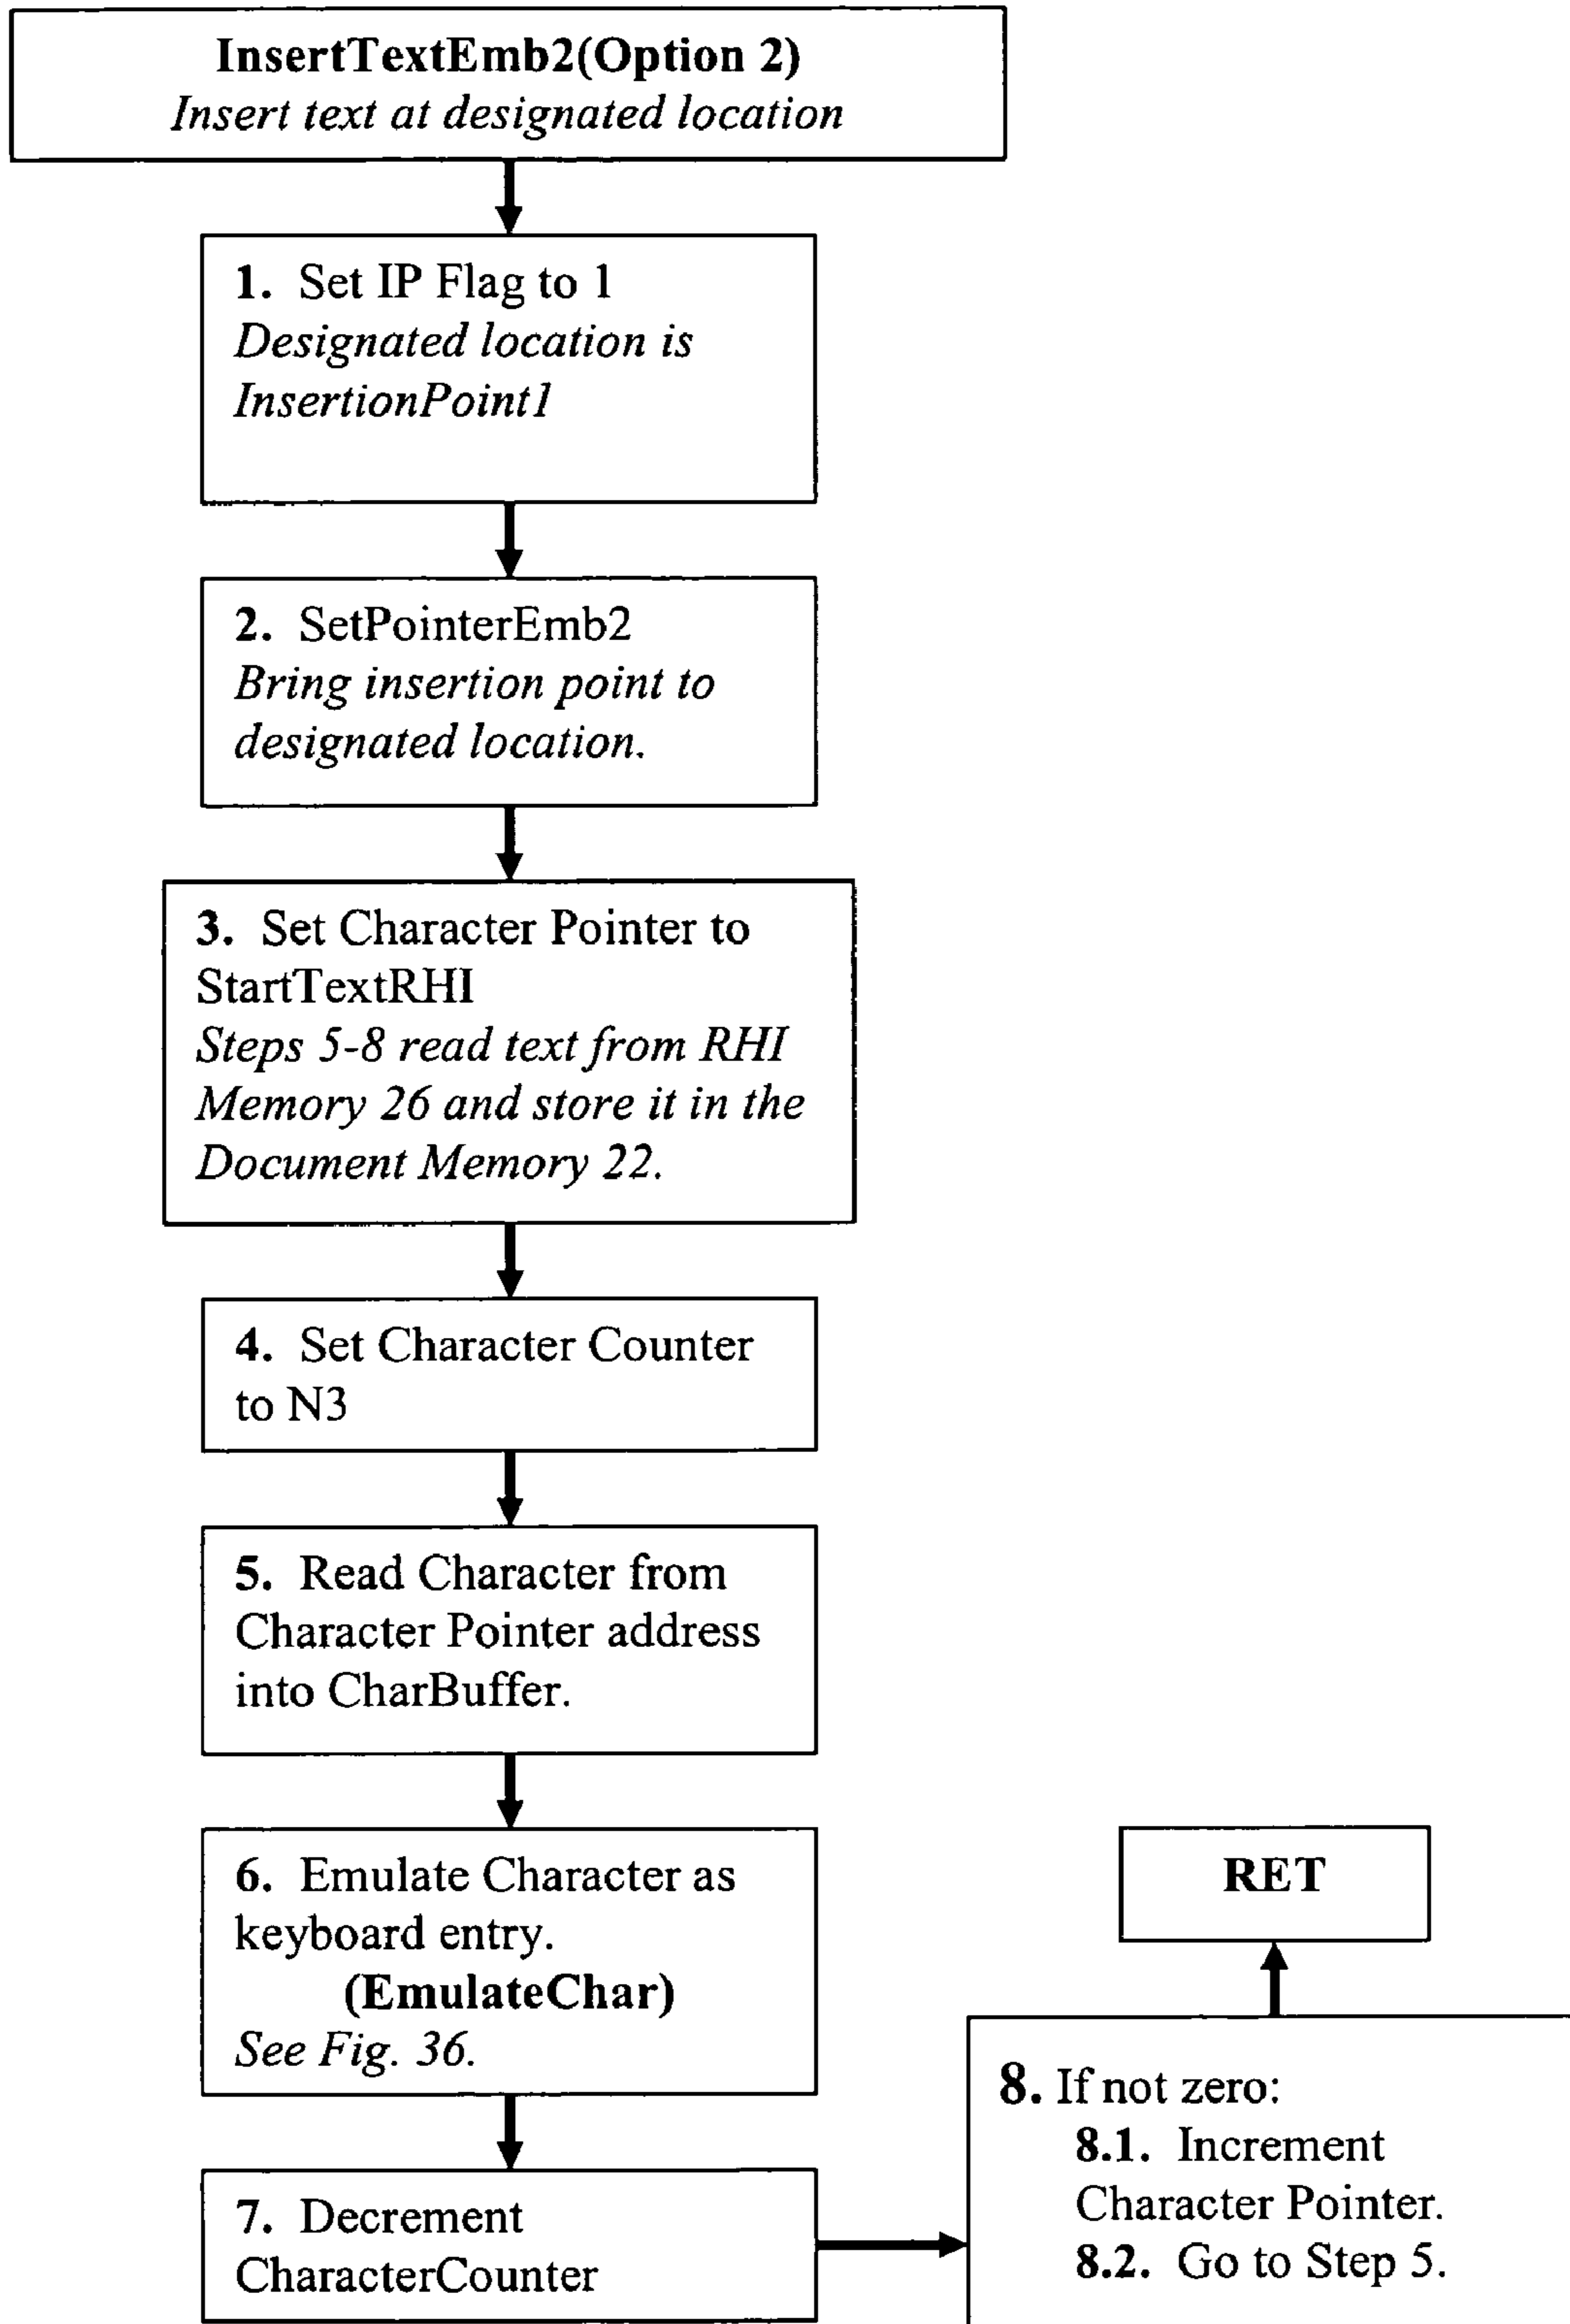 InsertTextEmb2(Option 2)
Insert text at designated location
1. Set IP Flag to 1
Designated location is
InsertionPoint1
2. SetPointerEmb2
Bring insertion point to
designated location.
3. Set Character Pointer to
StartTextRHI
Steps 5-8 read text from RHI
Memory 26 and store it in the
Document Memory 22.
4. Set Character Counter
to N3
5. Read Character from
Character Pointer address
into CharBuffer.
6. Emulate Character as
keyboard entry.
(EmulateChar)
See Fig. 36.
7. Decrement
CharacterCounter
8. If not zero:
8.1. Increment
Character Pointer.
8.2. Go to Step 5.
RET